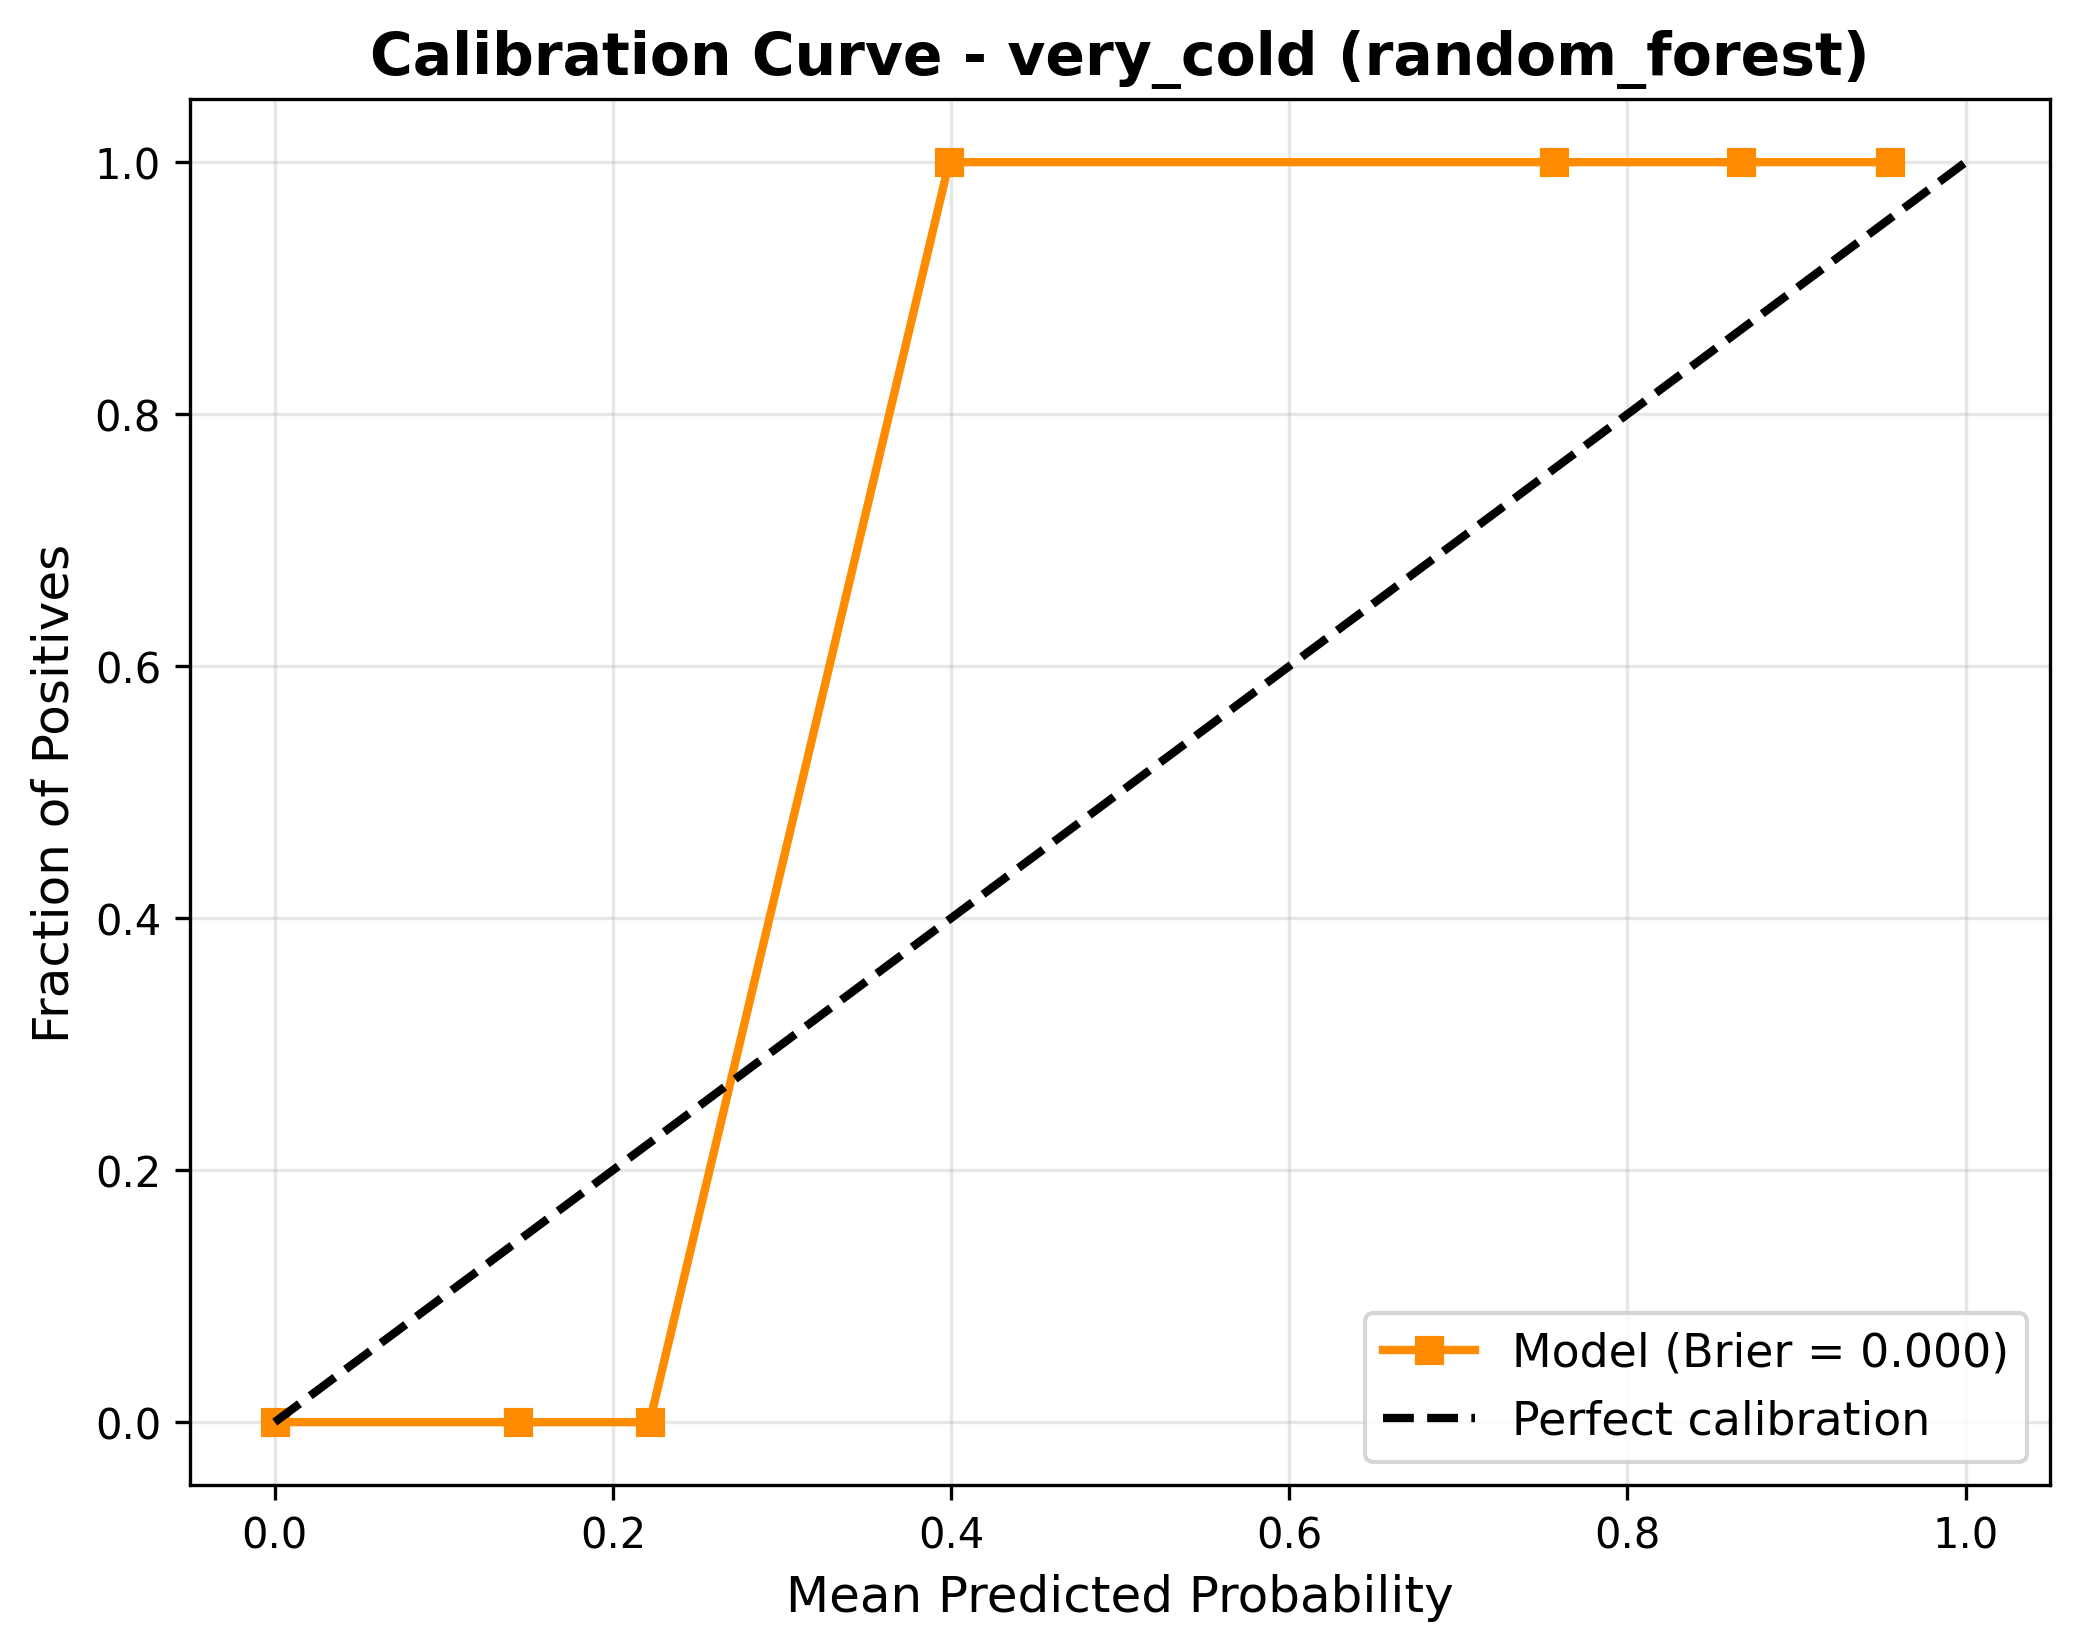 Calibration Curve - very_cold (random_forest)
1.0
0.8
0.6
0.4
0.2
0.0
Fraction of Positives
0.0 0.2 0.4 0.6 0.8 1.0
Mean Predicted Probability
Model (Brier = 0.000)
Perfect calibration